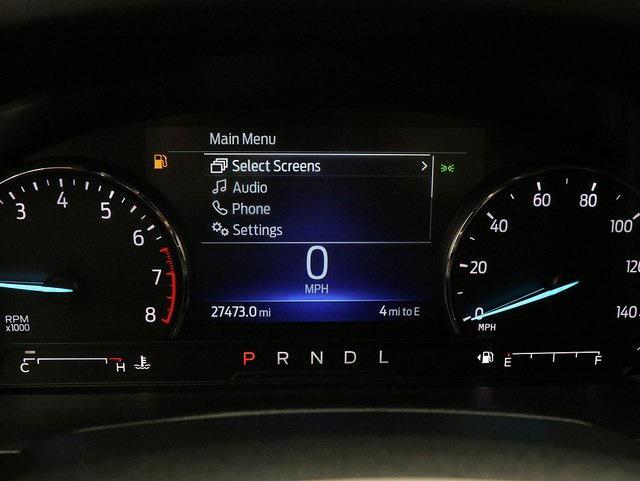 Main Menu
Select Screens >
Audio
Phone
Settings
0
MPH
27473.0 mi 4 mi to E
3 4 5 6 7 8
RPM
x1000
0 20 40 60 80 100 120 140
MPH
C H
P R N D L
E F